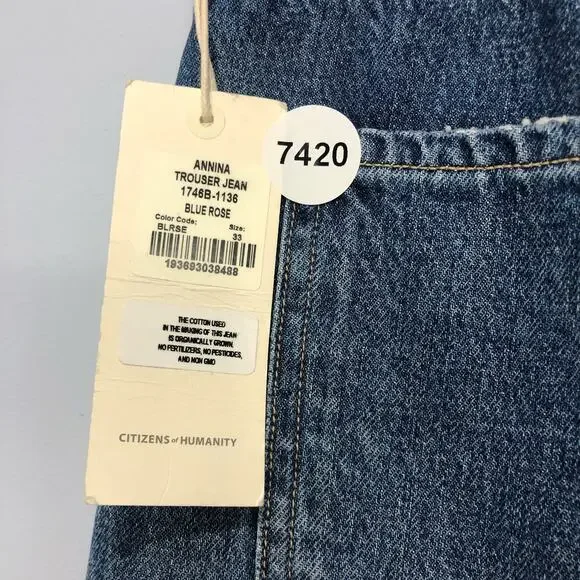 ANNINA
TROUSER JEAN
1746B-1136
BLUE ROSE
Color Code: Size:
BLRSE 33
193693038488
THE COTTON USED
IN THE MAKING OF THIS JEAN
IS ORGANICALLY GROWN.
NO FERTILIZERS, NO PESTICIDES,
AND NON GMO
CITIZENS of HUMANITY
7420